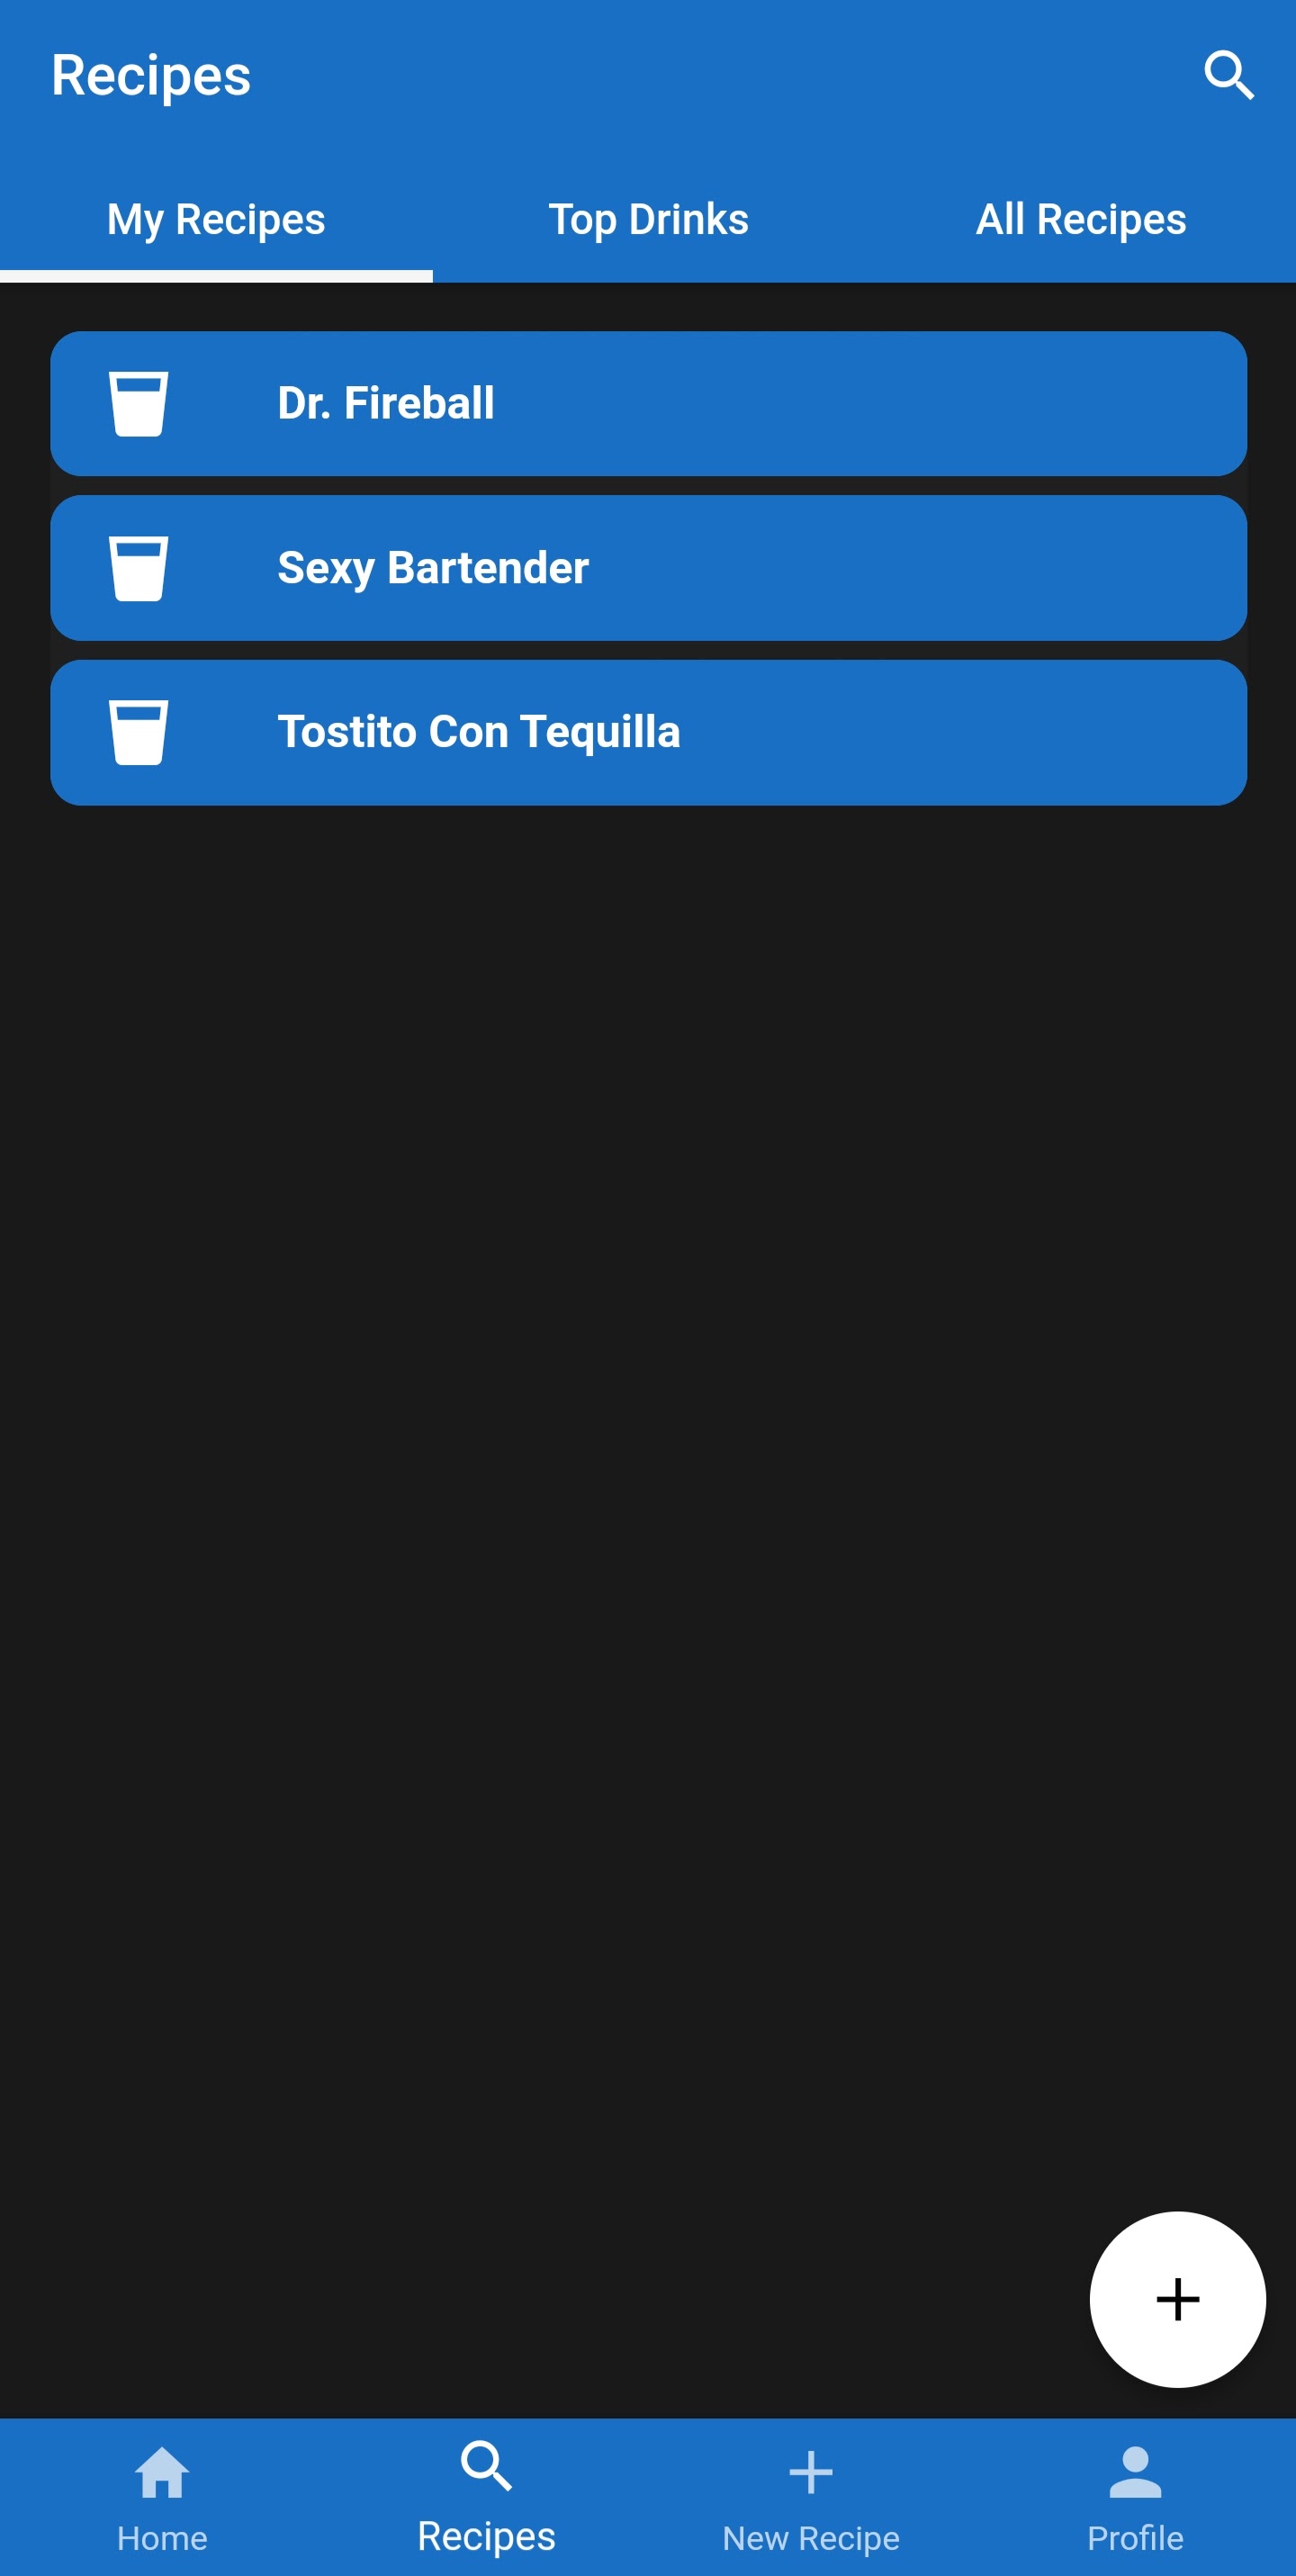 Recipes
My Recipes Top Drinks All Recipes
Dr. Fireball
Sexy Bartender
Tostito Con Tequilla
Home Recipes New Recipe Profile